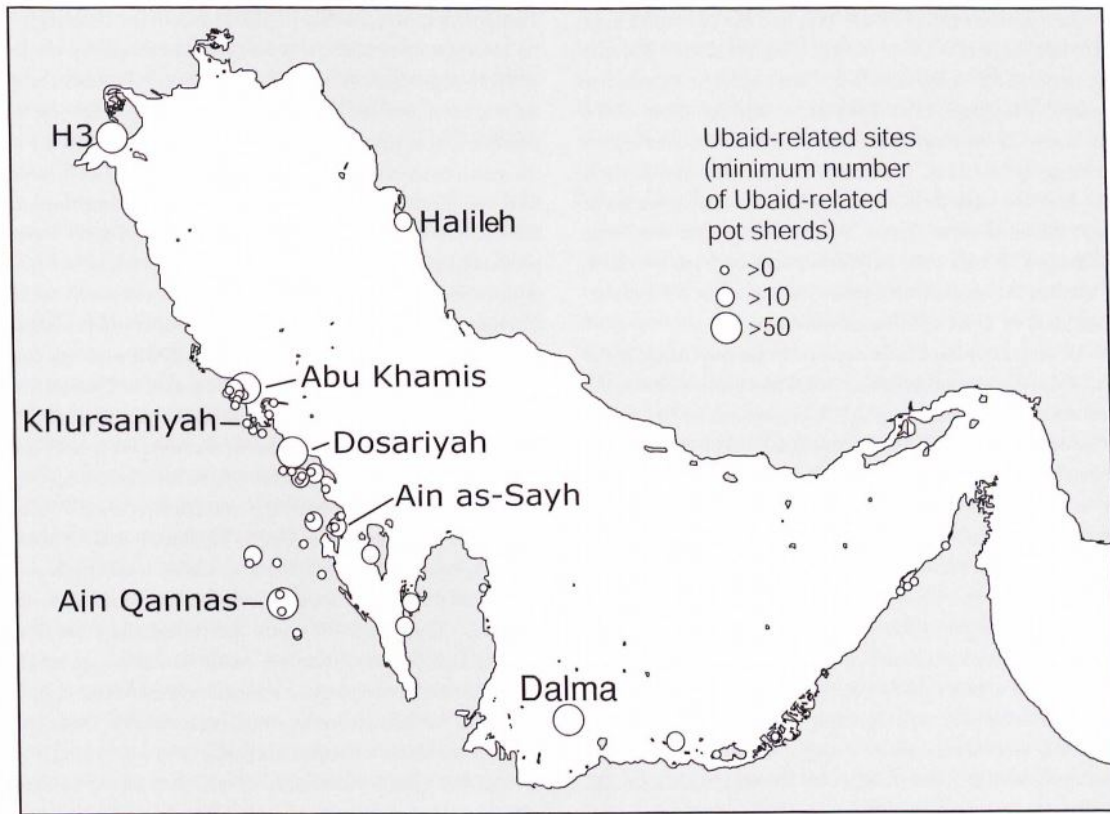 H3
Halileh
Ubaid-related sites
(minimum number
of Ubaid-related
pot sherds)
>0
>10
>50
Abu Khamis
Khursaniyah
Dosariyah
Ain as-Sayh
Ain Qannas
Dalma